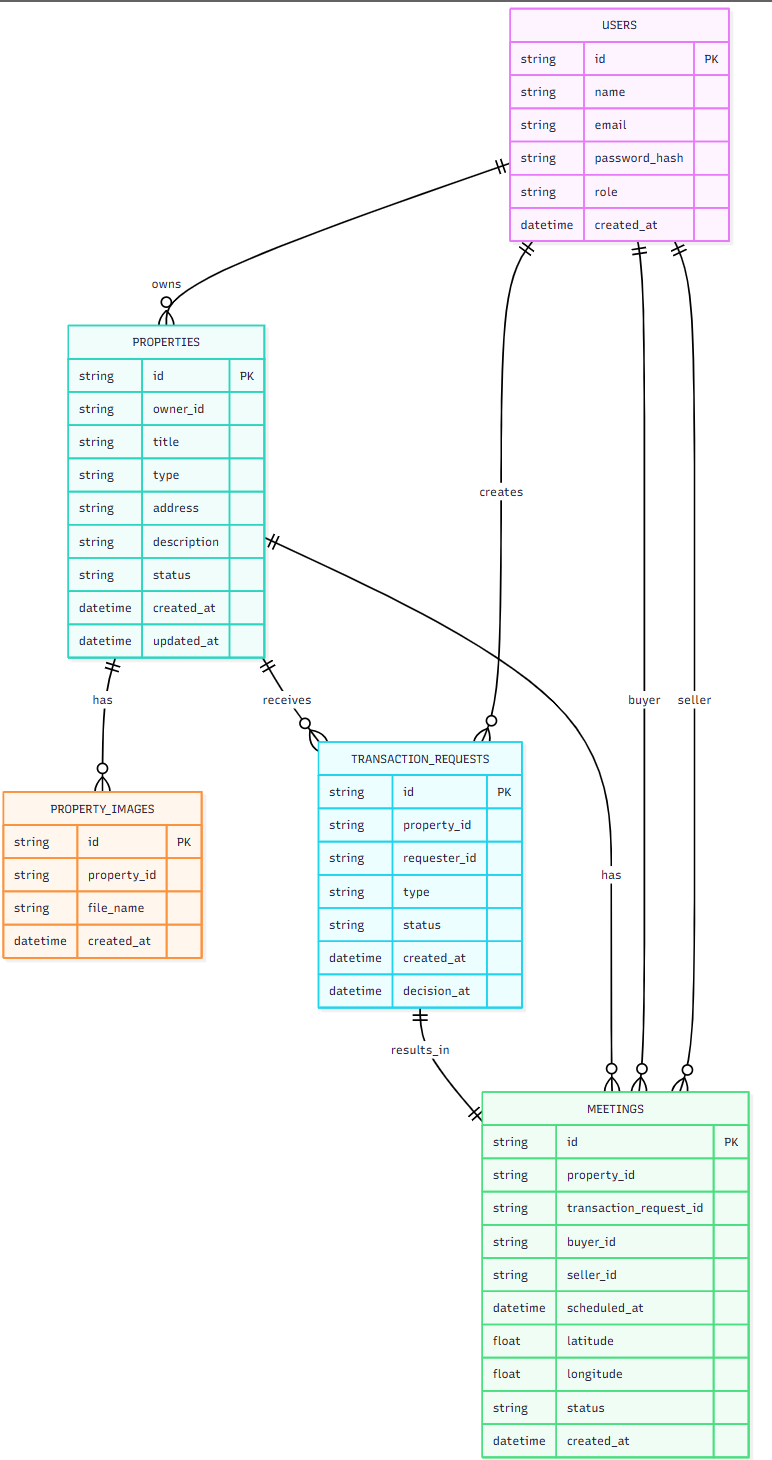 USERS
string id PK
string name
string email
string password_hash
string role
datetime created_at
owns
PROPERTIES
string id PK
string owner_id
string title
string type
string address
string description
string status
datetime created_at
datetime updated_at
creates
has
receives
buyer
seller
TRANSACTION_REQUESTS
string id PK
string property_id
string requester_id
string type
string status
datetime created_at
datetime decision_at
PROPERTY_IMAGES
string id PK
string property_id
string file_name
datetime created_at
has
results_in
MEETINGS
string id PK
string property_id
string transaction_request_id
string buyer_id
string seller_id
datetime scheduled_at
float latitude
float longitude
string status
datetime created_at